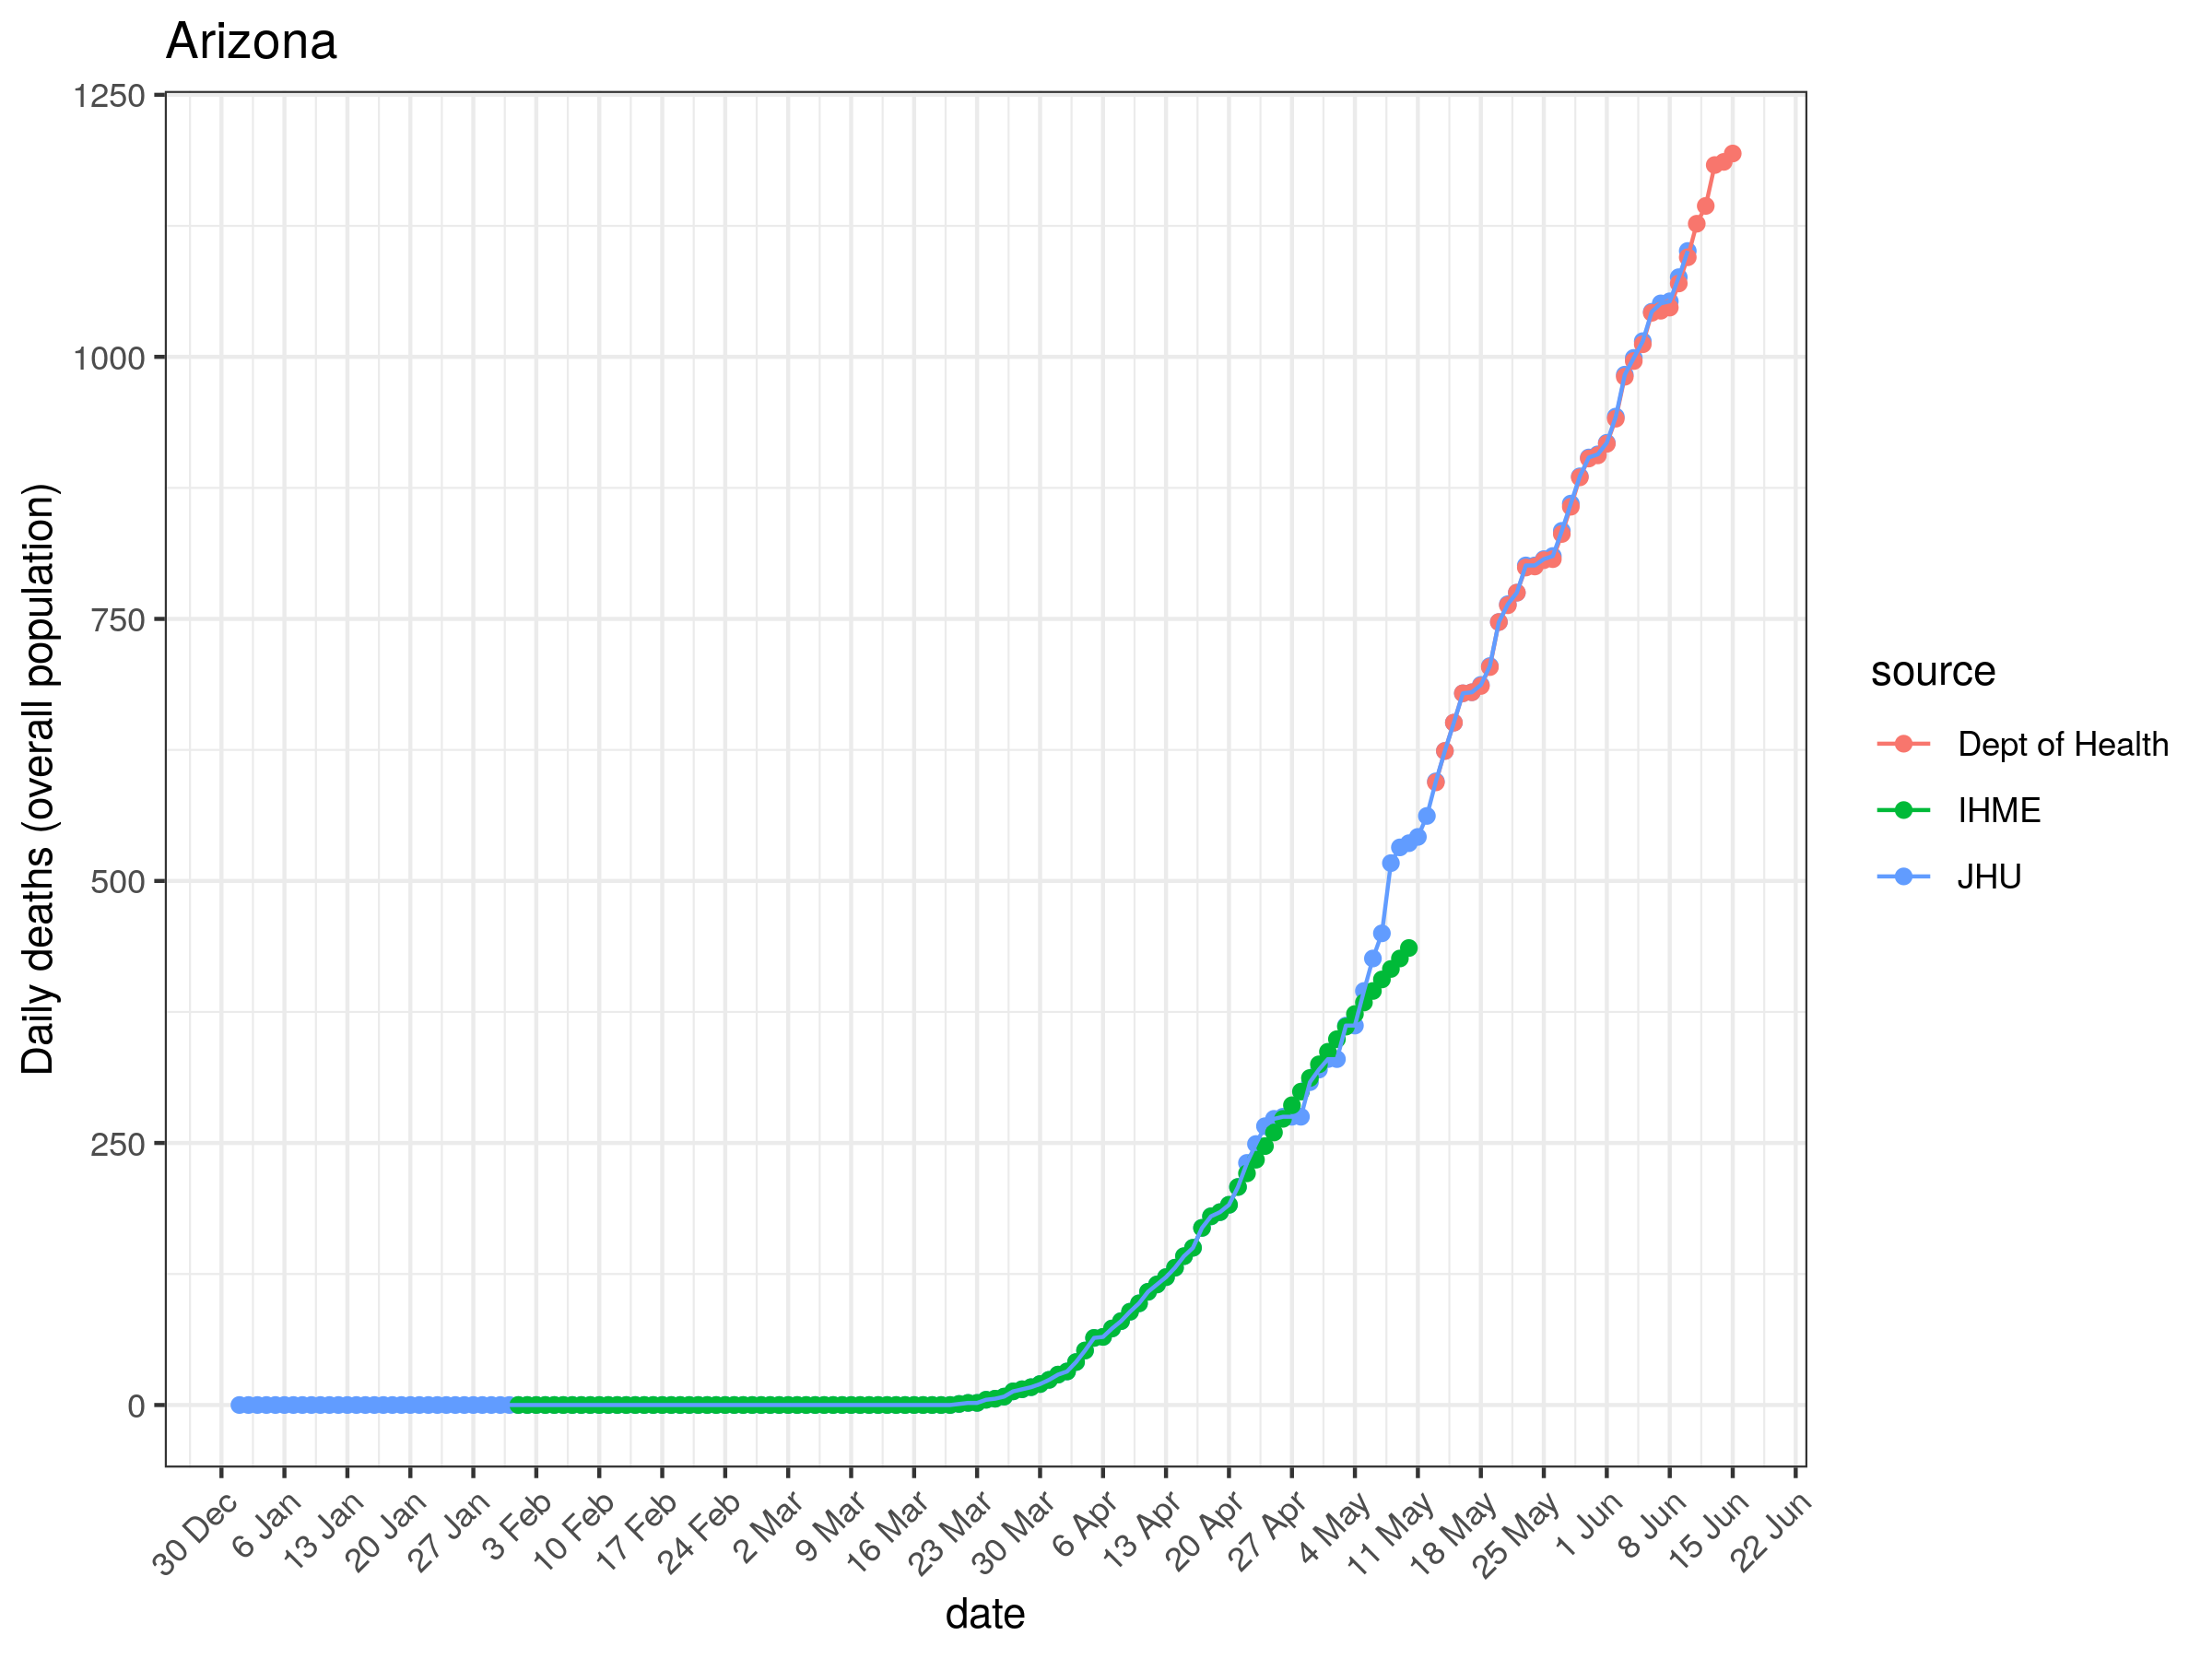 Arizona
Daily deaths (overall population)
1250
1000
750
500
250
0
30 Dec
6 Jan
13 Jan
20 Jan
27 Jan
3 Feb
10 Feb
17 Feb
24 Feb
2 Mar
9 Mar
16 Mar
23 Mar
30 Mar
6 Apr
13 Apr
20 Apr
27 Apr
4 May
11 May
18 May
25 May
1 Jun
8 Jun
15 Jun
22 Jun
date
source
Dept of Health
IHME
JHU